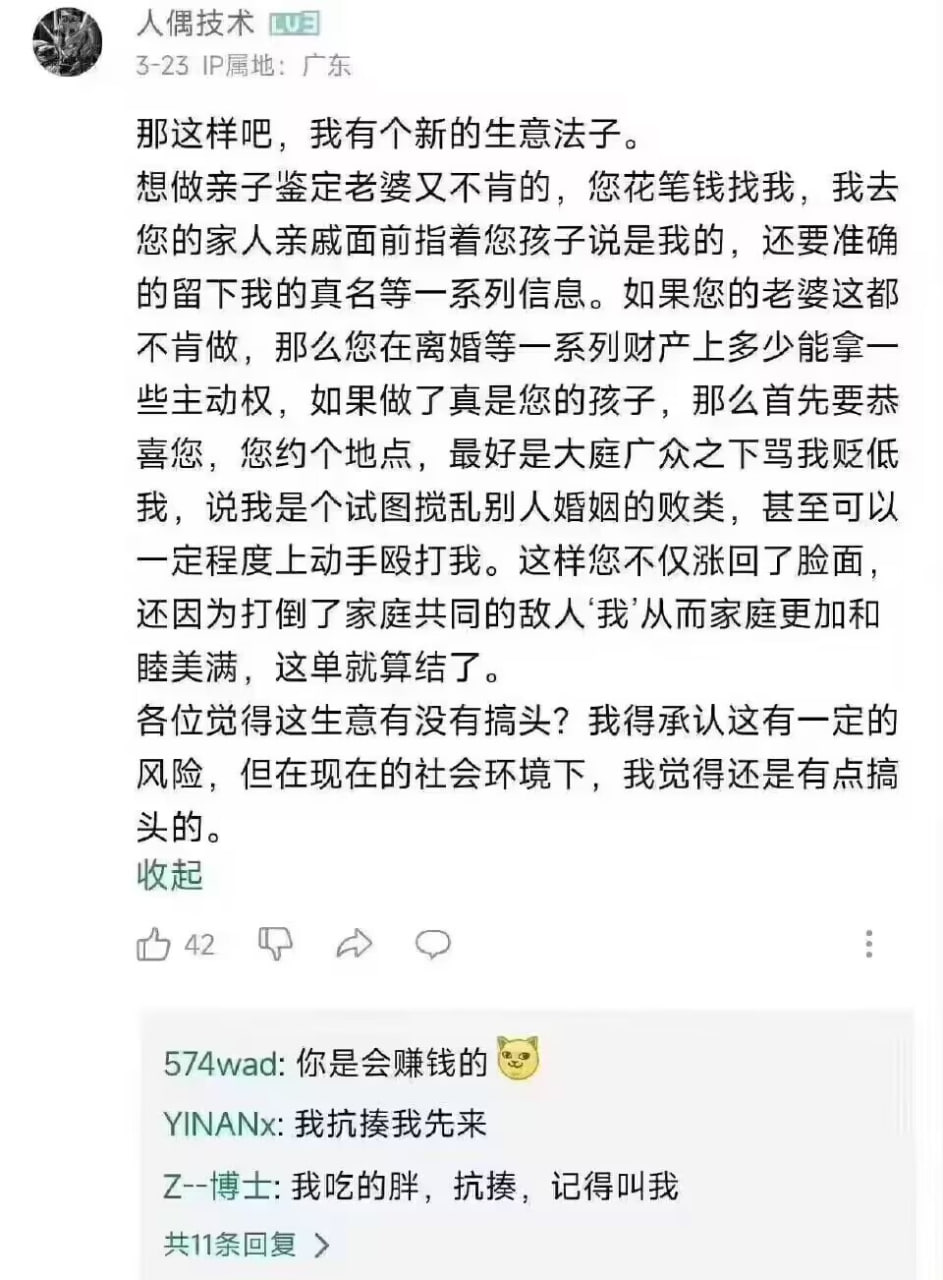 人偶技术 LV3
3-23 IP属地：广东
那这样吧，我有个新的生意法子。
想做亲子鉴定老婆又不肯的，您花笔钱找我，我去
您的家人亲戚面前指着您孩子说是我的，还要准确
的留下我的真名等一系列信息。如果您的老婆这都
不肯做，那么您在离婚等一系列财产上多少能拿一
些主动权，如果做了真是您的孩子，那么首先要恭
喜您，您约个地点，最好是大庭广众之下骂我贬低
我，说我是个试图搅乱别人婚姻的败类，甚至可以
一定程度上动手殴打我。这样您不仅涨回了脸面，
还因为打倒了家庭共同的敌人‘我’从而家庭更加和
睦美满，这单就算结了。
各位觉得这生意有没有搞头？我得承认这有一定的
风险，但在现在的社会环境下，我觉得还是有点搞
头的。
收起
42
574wad: 你是会赚钱的
YINANx: 我抗揍我先来
Z--博士: 我吃的胖，抗揍，记得叫我
共11条回复 >